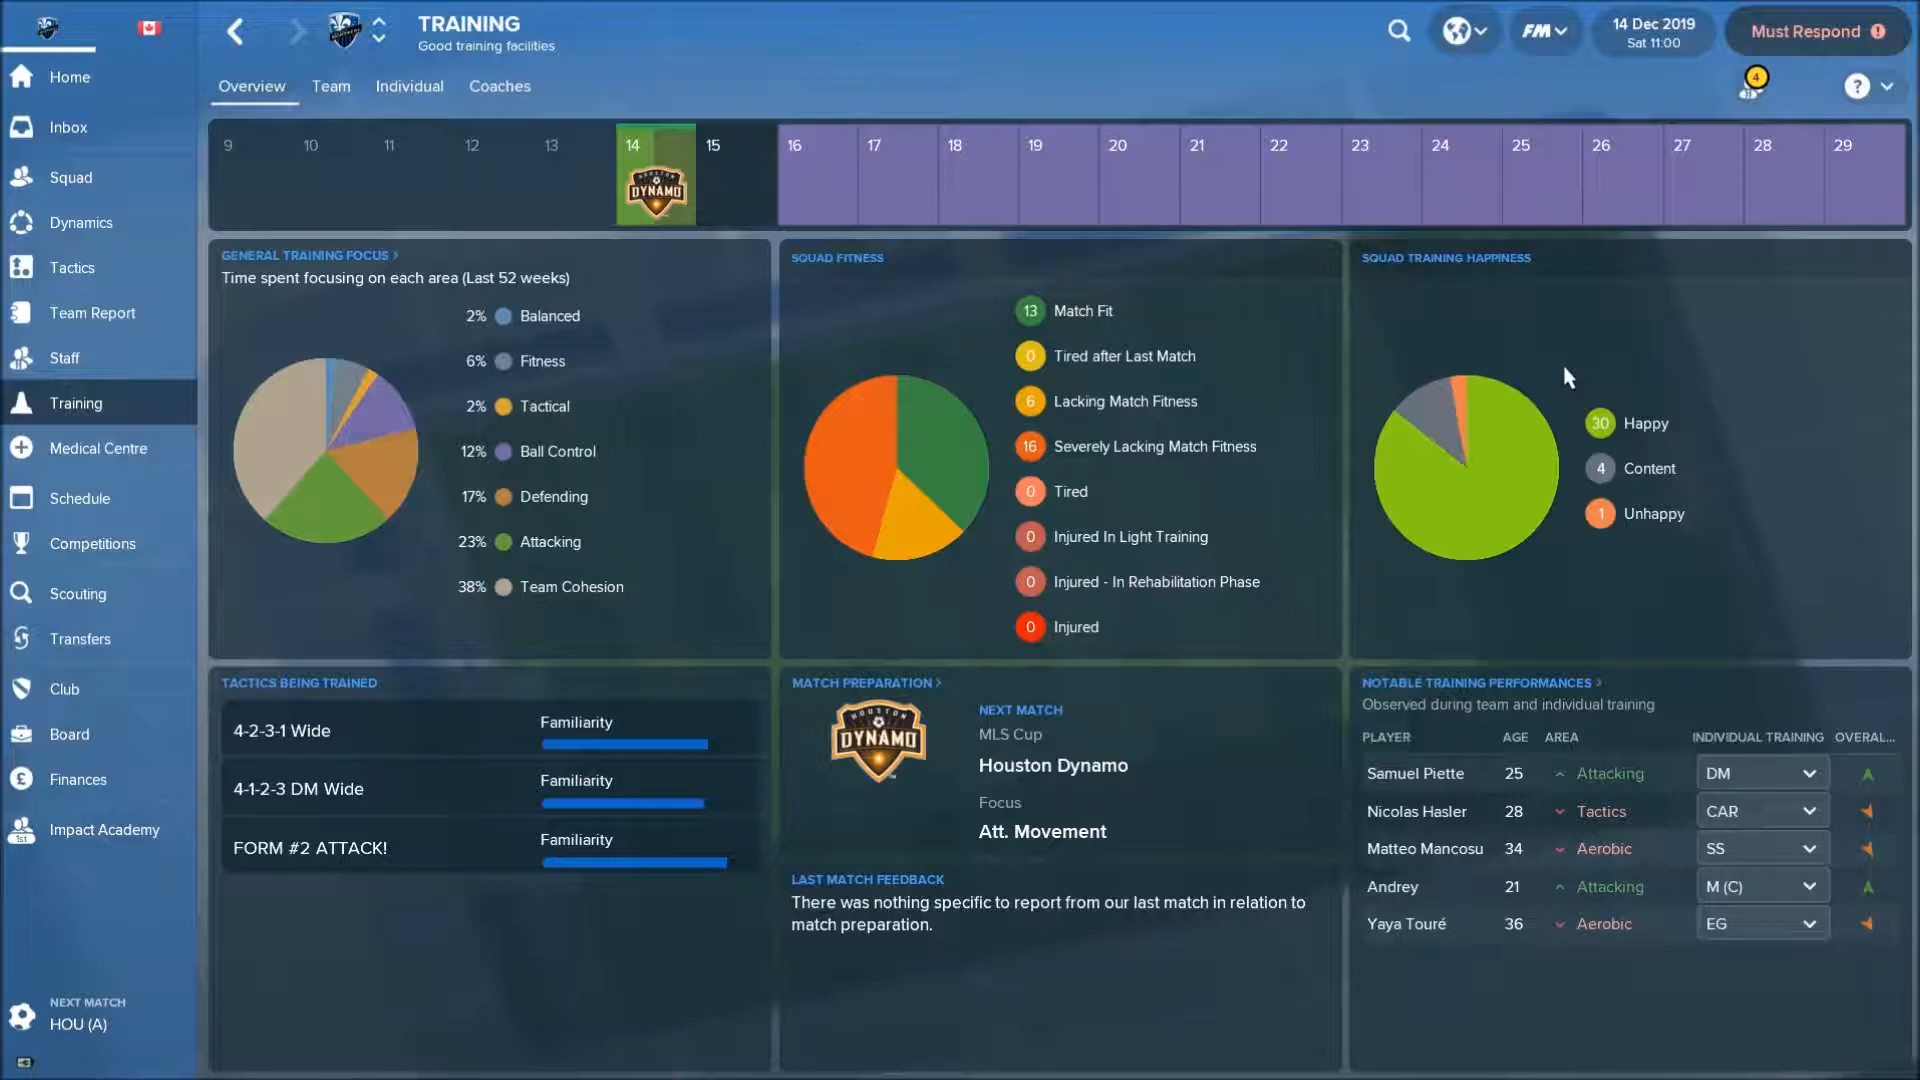 TRAINING
Good training facilities
FM
14 Dec 2019
Sat 11:00
Must Respond
4
?
Overview Team Individual Coaches
Home
Inbox
Squad
Dynamics
Tactics
Team Report
Staff
Training
Medical Centre
Schedule
Competitions
Scouting
Transfers
Club
Board
Finances
1st
Impact Academy
NEXT MATCH
HOU (A)
9 10 11 12 13 14 15 16 17 18 19 20 21 22 23 24 25 26 27 28 29
HOUSTON
DYNAMO
GENERAL TRAINING FOCUS >
Time spent focusing on each area (Last 52 weeks)
2% Balanced
6% Fitness
2% Tactical
12% Ball Control
17% Defending
23% Attacking
38% Team Cohesion
SQUAD FITNESS
13 Match Fit
0 Tired after Last Match
6 Lacking Match Fitness
16 Severely Lacking Match Fitness
0 Tired
0 Injured In Light Training
0 Injured - In Rehabilitation Phase
0 Injured
SQUAD TRAINING HAPPINESS
30 Happy
4 Content
1 Unhappy
TACTICS BEING TRAINED
4-2-3-1 Wide Familiarity
4-1-2-3 DM Wide Familiarity
FORM #2 ATTACK! Familiarity
MATCH PREPARATION >
HOUSTON
DYNAMO
NEXT MATCH
MLS Cup
Houston Dynamo
Focus
Att. Movement
LAST MATCH FEEDBACK
There was nothing specific to report from our last match in relation to
match preparation.
NOTABLE TRAINING PERFORMANCES >
Observed during team and individual training
PLAYER AGE AREA INDIVIDUAL TRAINING OVERAL...
Samuel Piette 25 Attacking DM
Nicolas Hasler 28 Tactics CAR
Matteo Mancosu 34 Aerobic SS
Andrey 21 Attacking M (C)
Yaya Touré 36 Aerobic EG